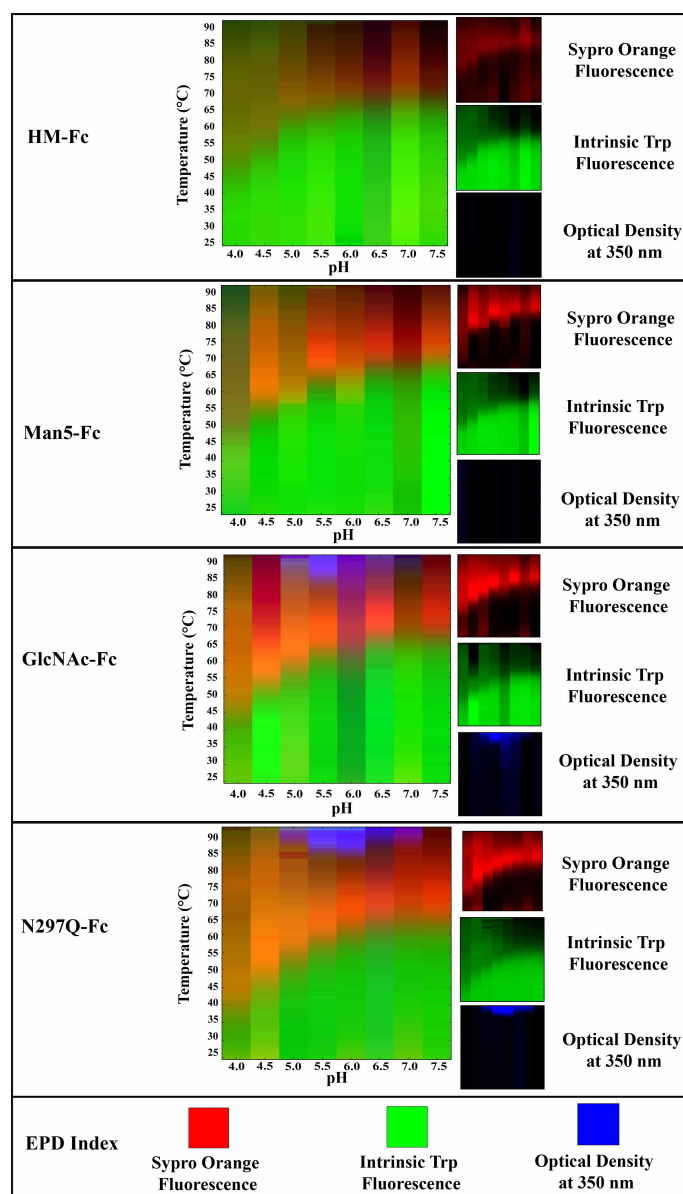 HM-Fc
Temperature (°C)
90
85
80
75
70
65
60
55
50
45
40
35
30
25
4.0 4.5 5.0 5.5 6.0 6.5 7.0 7.5
pH
Sypro Orange
Fluorescence
Intrinsic Trp
Fluorescence
Optical Density
at 350 nm
Man5-Fc
Temperature (°C)
90
85
80
75
70
65
60
55
50
45
40
35
30
25
4.0 4.5 5.0 5.5 6.0 6.5 7.0 7.5
pH
Sypro Orange
Fluorescence
Intrinsic Trp
Fluorescence
Optical Density
at 350 nm
GlcNAc-Fc
Temperature (°C)
90
85
80
75
70
65
60
55
50
45
40
35
30
25
4.0 4.5 5.0 5.5 6.0 6.5 7.0 7.5
pH
Sypro Orange
Fluorescence
Intrinsic Trp
Fluorescence
Optical Density
at 350 nm
N297Q-Fc
Temperature (°C)
90
85
80
75
70
65
60
55
50
45
40
35
30
25
4.0 4.5 5.0 5.5 6.0 6.5 7.0 7.5
pH
Sypro Orange
Fluorescence
Intrinsic Trp
Fluorescence
Optical Density
at 350 nm
EPD Index
Sypro Orange
Fluorescence
Intrinsic Trp
Fluorescence
Optical Density
at 350 nm